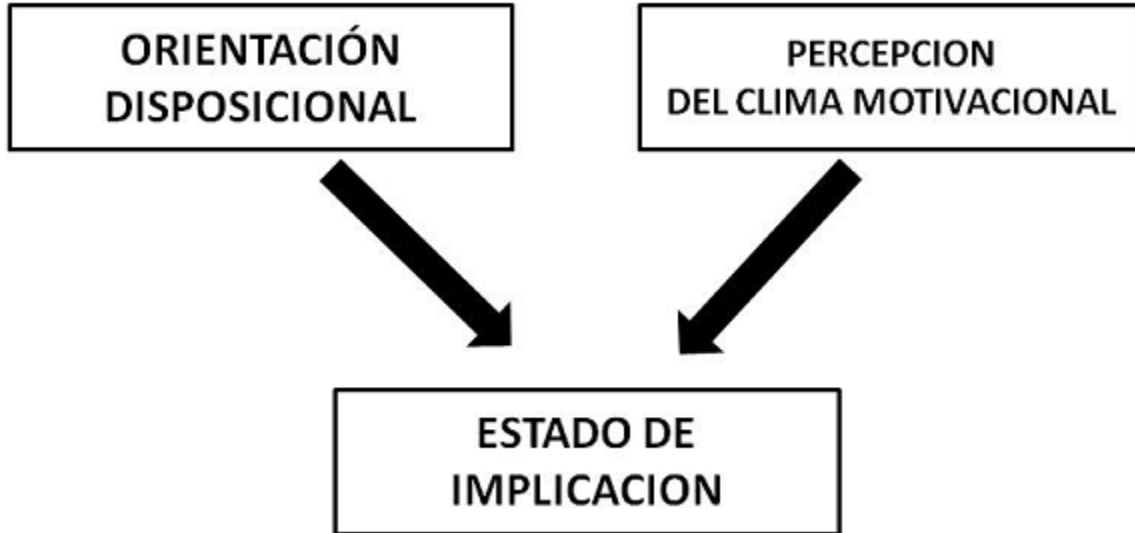 ORIENTACIÓN
DISPOSICIONAL
PERCEPCION
DEL CLIMA MOTIVACIONAL
ESTADO DE
IMPLICACION